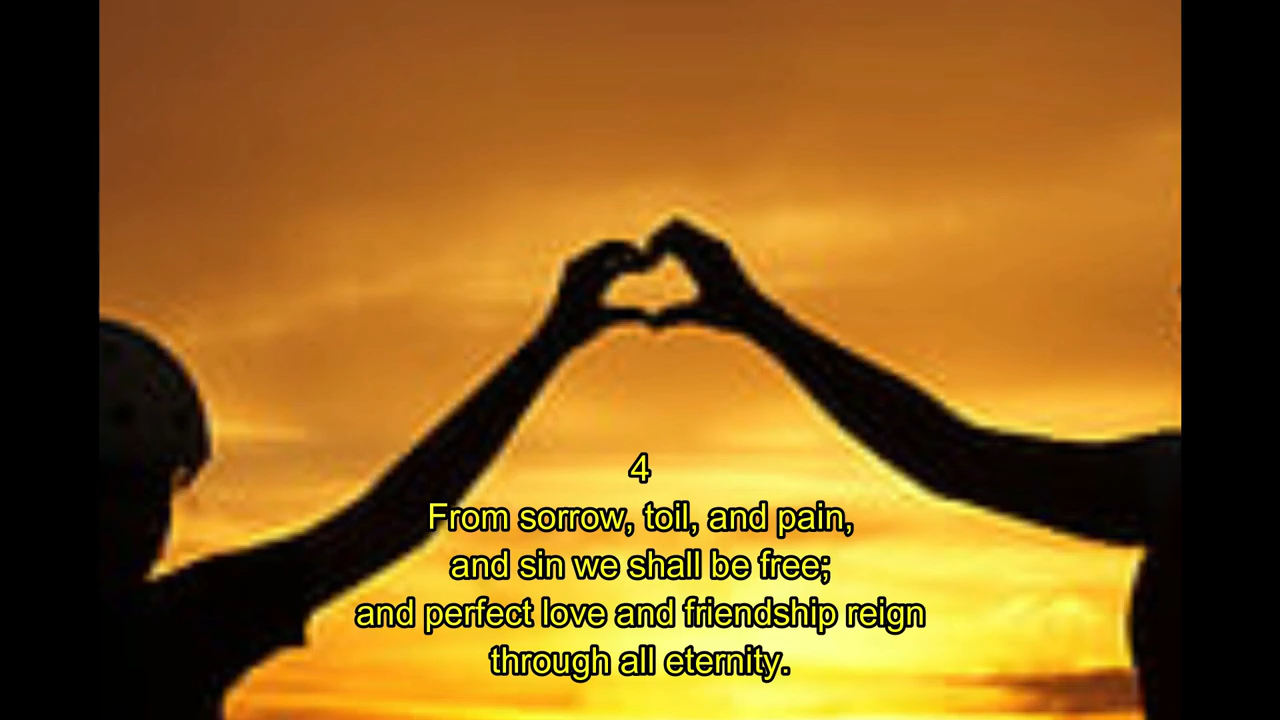 4
From sorrow, toil, and pain,
and sin we shall be free;
and perfect love and friendship reign
through all eternity.